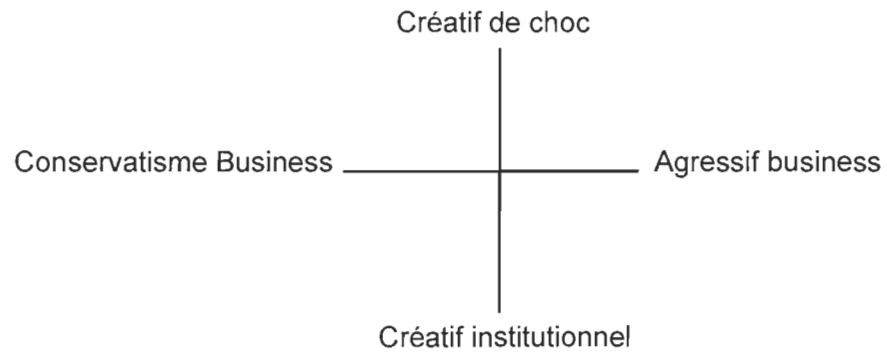 Créatif de choc
Conservatisme Business
Agressif business
Créatif institutionnel